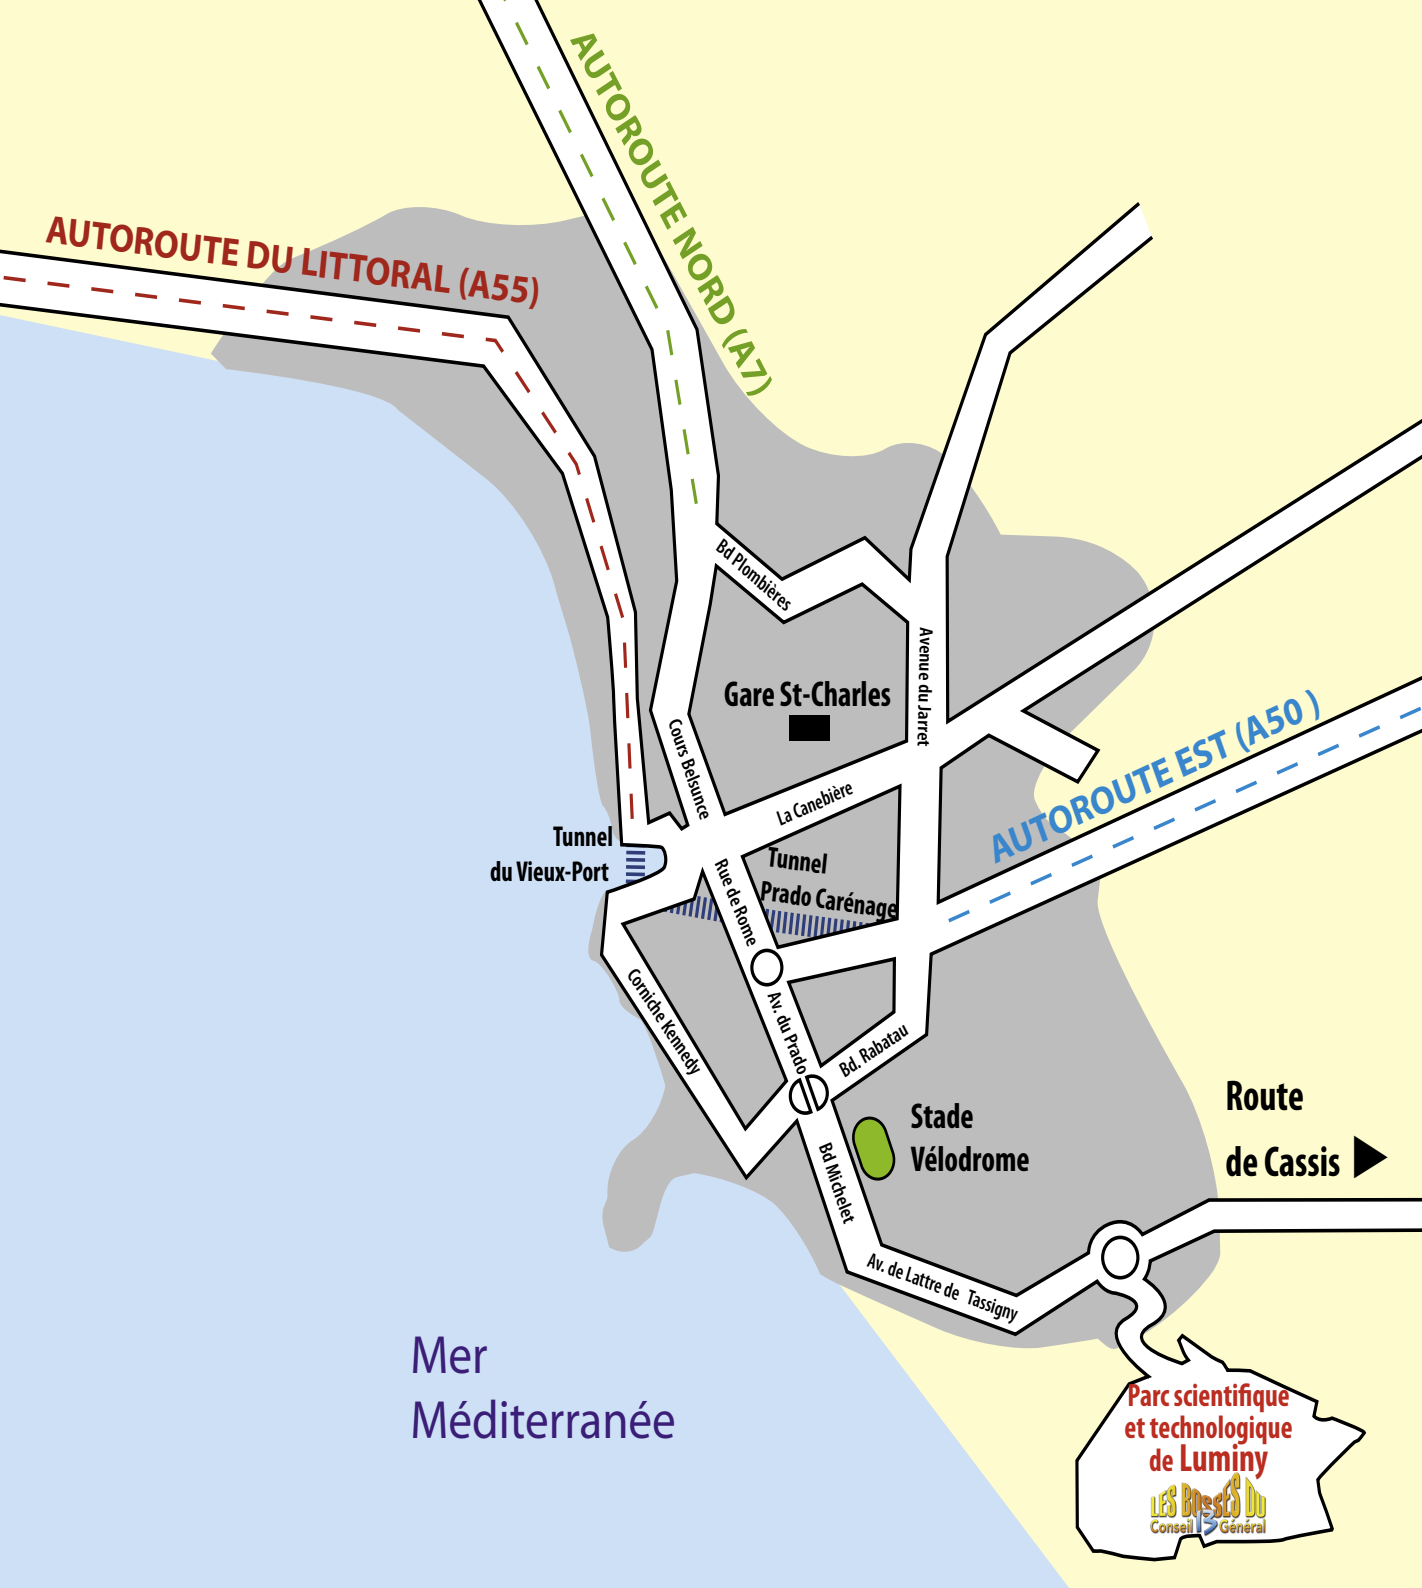 AUTOROUTE NORD (A7)
AUTOROUTE DU LITTORAL (A55)
Bd Plombières
Avenue du Jarret
Gare St-Charles
Cours Belsunce
La Canebière
AUTOROUTE EST (A50 )
Tunnel
du Vieux-Port
Tunnel
Prado Carénage
Rue de Rome
Corniche Kennedy
Av. du Prado
Bd. Rabatau
Stade
Vélodrome
Route
de Cassis
Bd Michelet
Av. de Lattre de Tassigny
Mer
Méditerranée
Parc scientifique
et technologique
de Luminy
LES BOSSES DU
13
Conseil Général